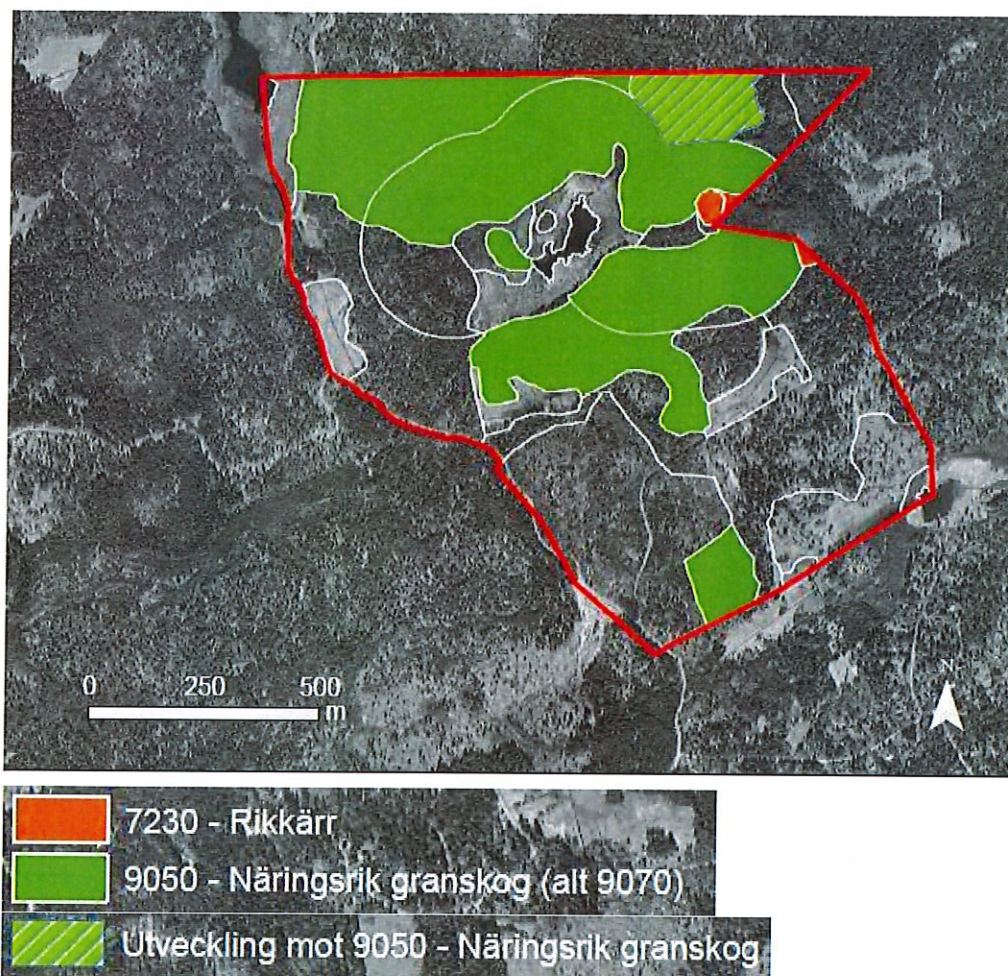 0 250 500
m
N
7230 - Rikkärr
9050 - Näringsrik granskog (alt 9070)
Utveckling mot 9050 - Näringsrik granskog